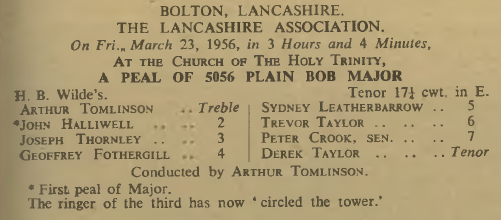 BOLTON, LANCASHIRE.
THE LANCASHIRE ASSOCIATION.
On Fri., March 23, 1956, in 3 Hours and 4 Minutes,
AT THE CHURCH OF THE HOLY TRINITY,
A PEAL OF 5056 PLAIN BOB MAJOR
H. B. Wilde's. Tenor 17¼ cwt. in E.
ARTHUR TOMLINSON .. Treble
*JOHN HALLIWELL .. .. 2
JOSEPH THORNLEY .. .. 3
GEOFFREY FOTHERGILL .. 4
SYDNEY LEATHERBARROW .. 5
TREVOR TAYLOR .. .. .. 6
PETER CROOK, SEN. .. .. 7
DEREK TAYLOR .. .. .. Tenor
Conducted by ARTHUR TOMLINSON.
* First peal of Major.
The ringer of the third has now ' circled the tower.'